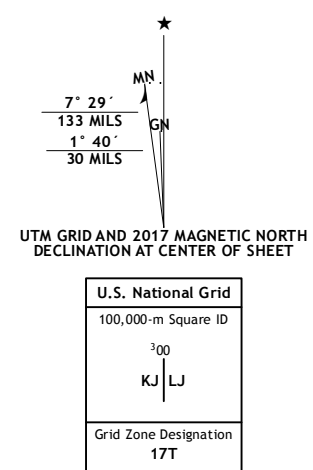 ★
MN
7° 29´
133 MILS
GN
1° 40´
30 MILS
UTM GRID AND 2017 MAGNETIC NORTH
DECLINATION AT CENTER OF SHEET
U.S. National Grid
100,000-m Square ID
³00
KJ LJ
Grid Zone Designation
17T